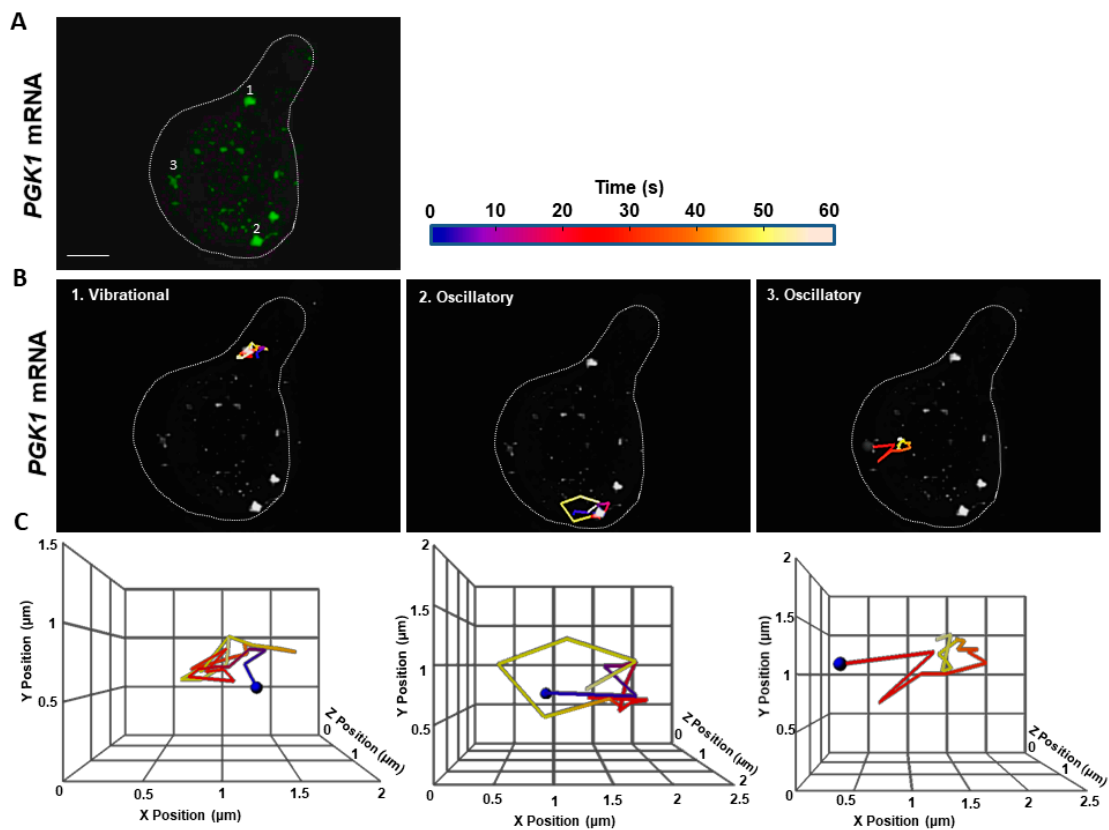 A
PGK1 mRNA
1
3
2
Time (s)
0 10 20 30 40 50 60
B
PGK1 mRNA
1. Vibrational
2. Oscillatory
3. Oscillatory
C
1.5
1
0.5
0
0.5
1
1.5
2
0
1
Y Position (µm)
X Position (µm)
Z Position (µm)
2
1.5
1
0.5
0
0
0.5
1
1.5
2
2.5
0
1
2
Y Position (µm)
X Position (µm)
Z Position (µm)
2
1.5
1
0.5
0
0
0.5
1
1.5
2
2.5
0
1
Y Position (µm)
X Position (µm)
Z Position (µm)